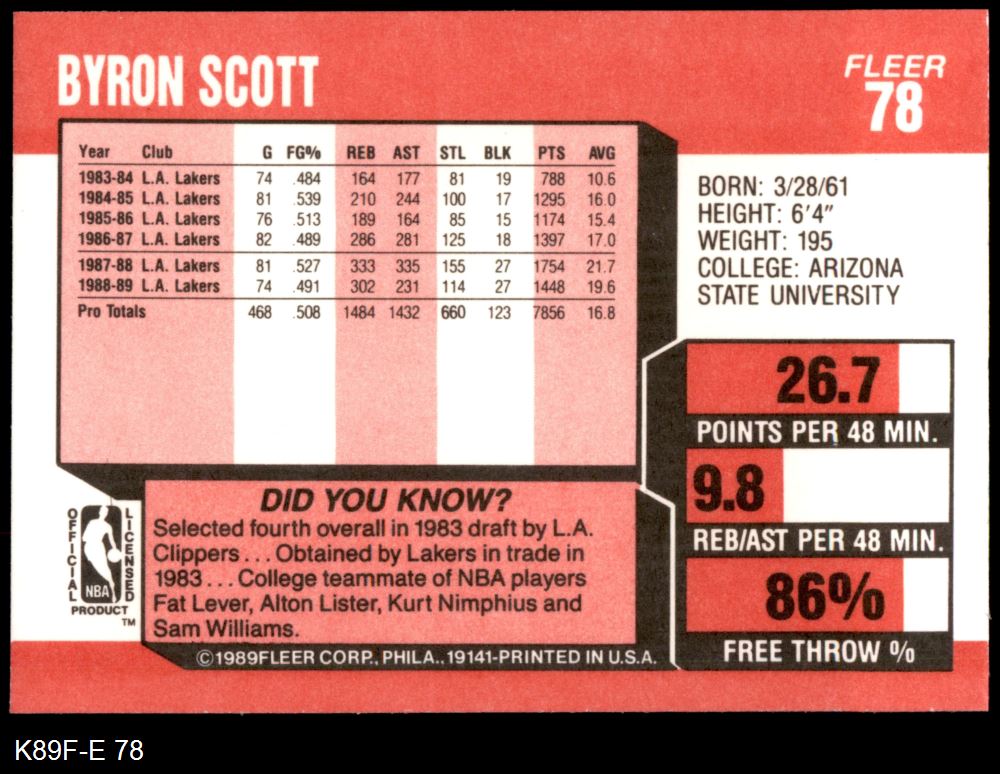 BYRON SCOTT
FLEER
78
Year Club G FG% REB AST STL BLK PTS AVG
1983-84 L.A. Lakers 74 .484 164 177 81 19 788 10.6
1984-85 L.A. Lakers 81 .539 210 244 100 17 1295 16.0
1985-86 L.A. Lakers 76 .513 189 164 85 15 1174 15.4
1986-87 L.A. Lakers 82 .489 286 281 125 18 1397 17.0
1987-88 L.A. Lakers 81 .527 333 335 155 27 1754 21.7
1988-89 L.A. Lakers 74 .491 302 231 114 27 1448 19.6
Pro Totals 468 .508 1484 1432 660 123 7856 16.8
BORN: 3/28/61
HEIGHT: 6'4"
WEIGHT: 195
COLLEGE: ARIZONA
STATE UNIVERSITY
26.7
POINTS PER 48 MIN.
9.8
REB/AST PER 48 MIN.
86%
FREE THROW %
DID YOU KNOW?
Selected fourth overall in 1983 draft by L.A.
Clippers . . . Obtained by Lakers in trade in
1983 . . . College teammate of NBA players
Fat Lever, Alton Lister, Kurt Nimphius and
Sam Williams.
OFFICIAL
LICENSED
NBA
PRODUCT
TM
©1989 FLEER CORP., PHILA., 19141-PRINTED IN U.S.A.
K89F-E 78